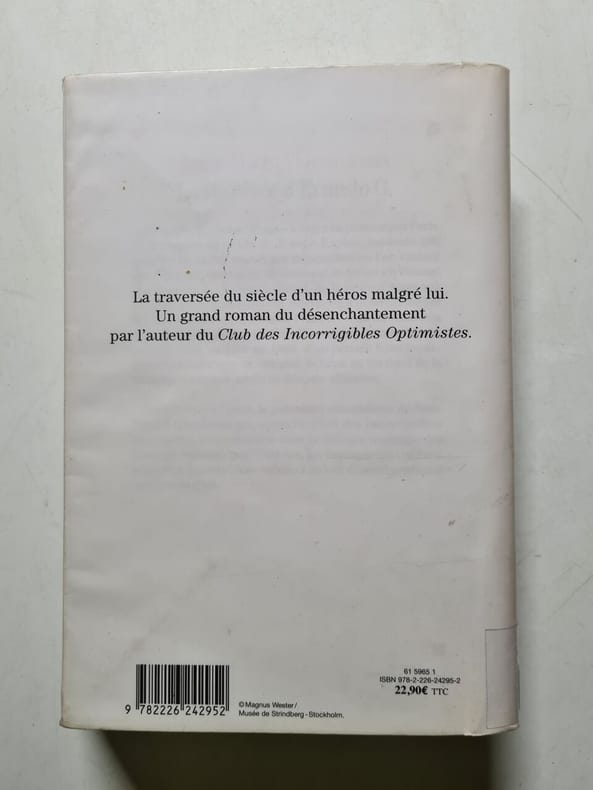 La traversée du siècle d'un héros malgré lui.
Un grand roman du désenchantement
par l'auteur du Club des Incorrigibles Optimistes.
61 5965 1
ISBN 978-2-226-24295-2
22,90€ TTC
9 782226 242952
© Magnus Wester /
Musée de Strindberg - Stockholm.